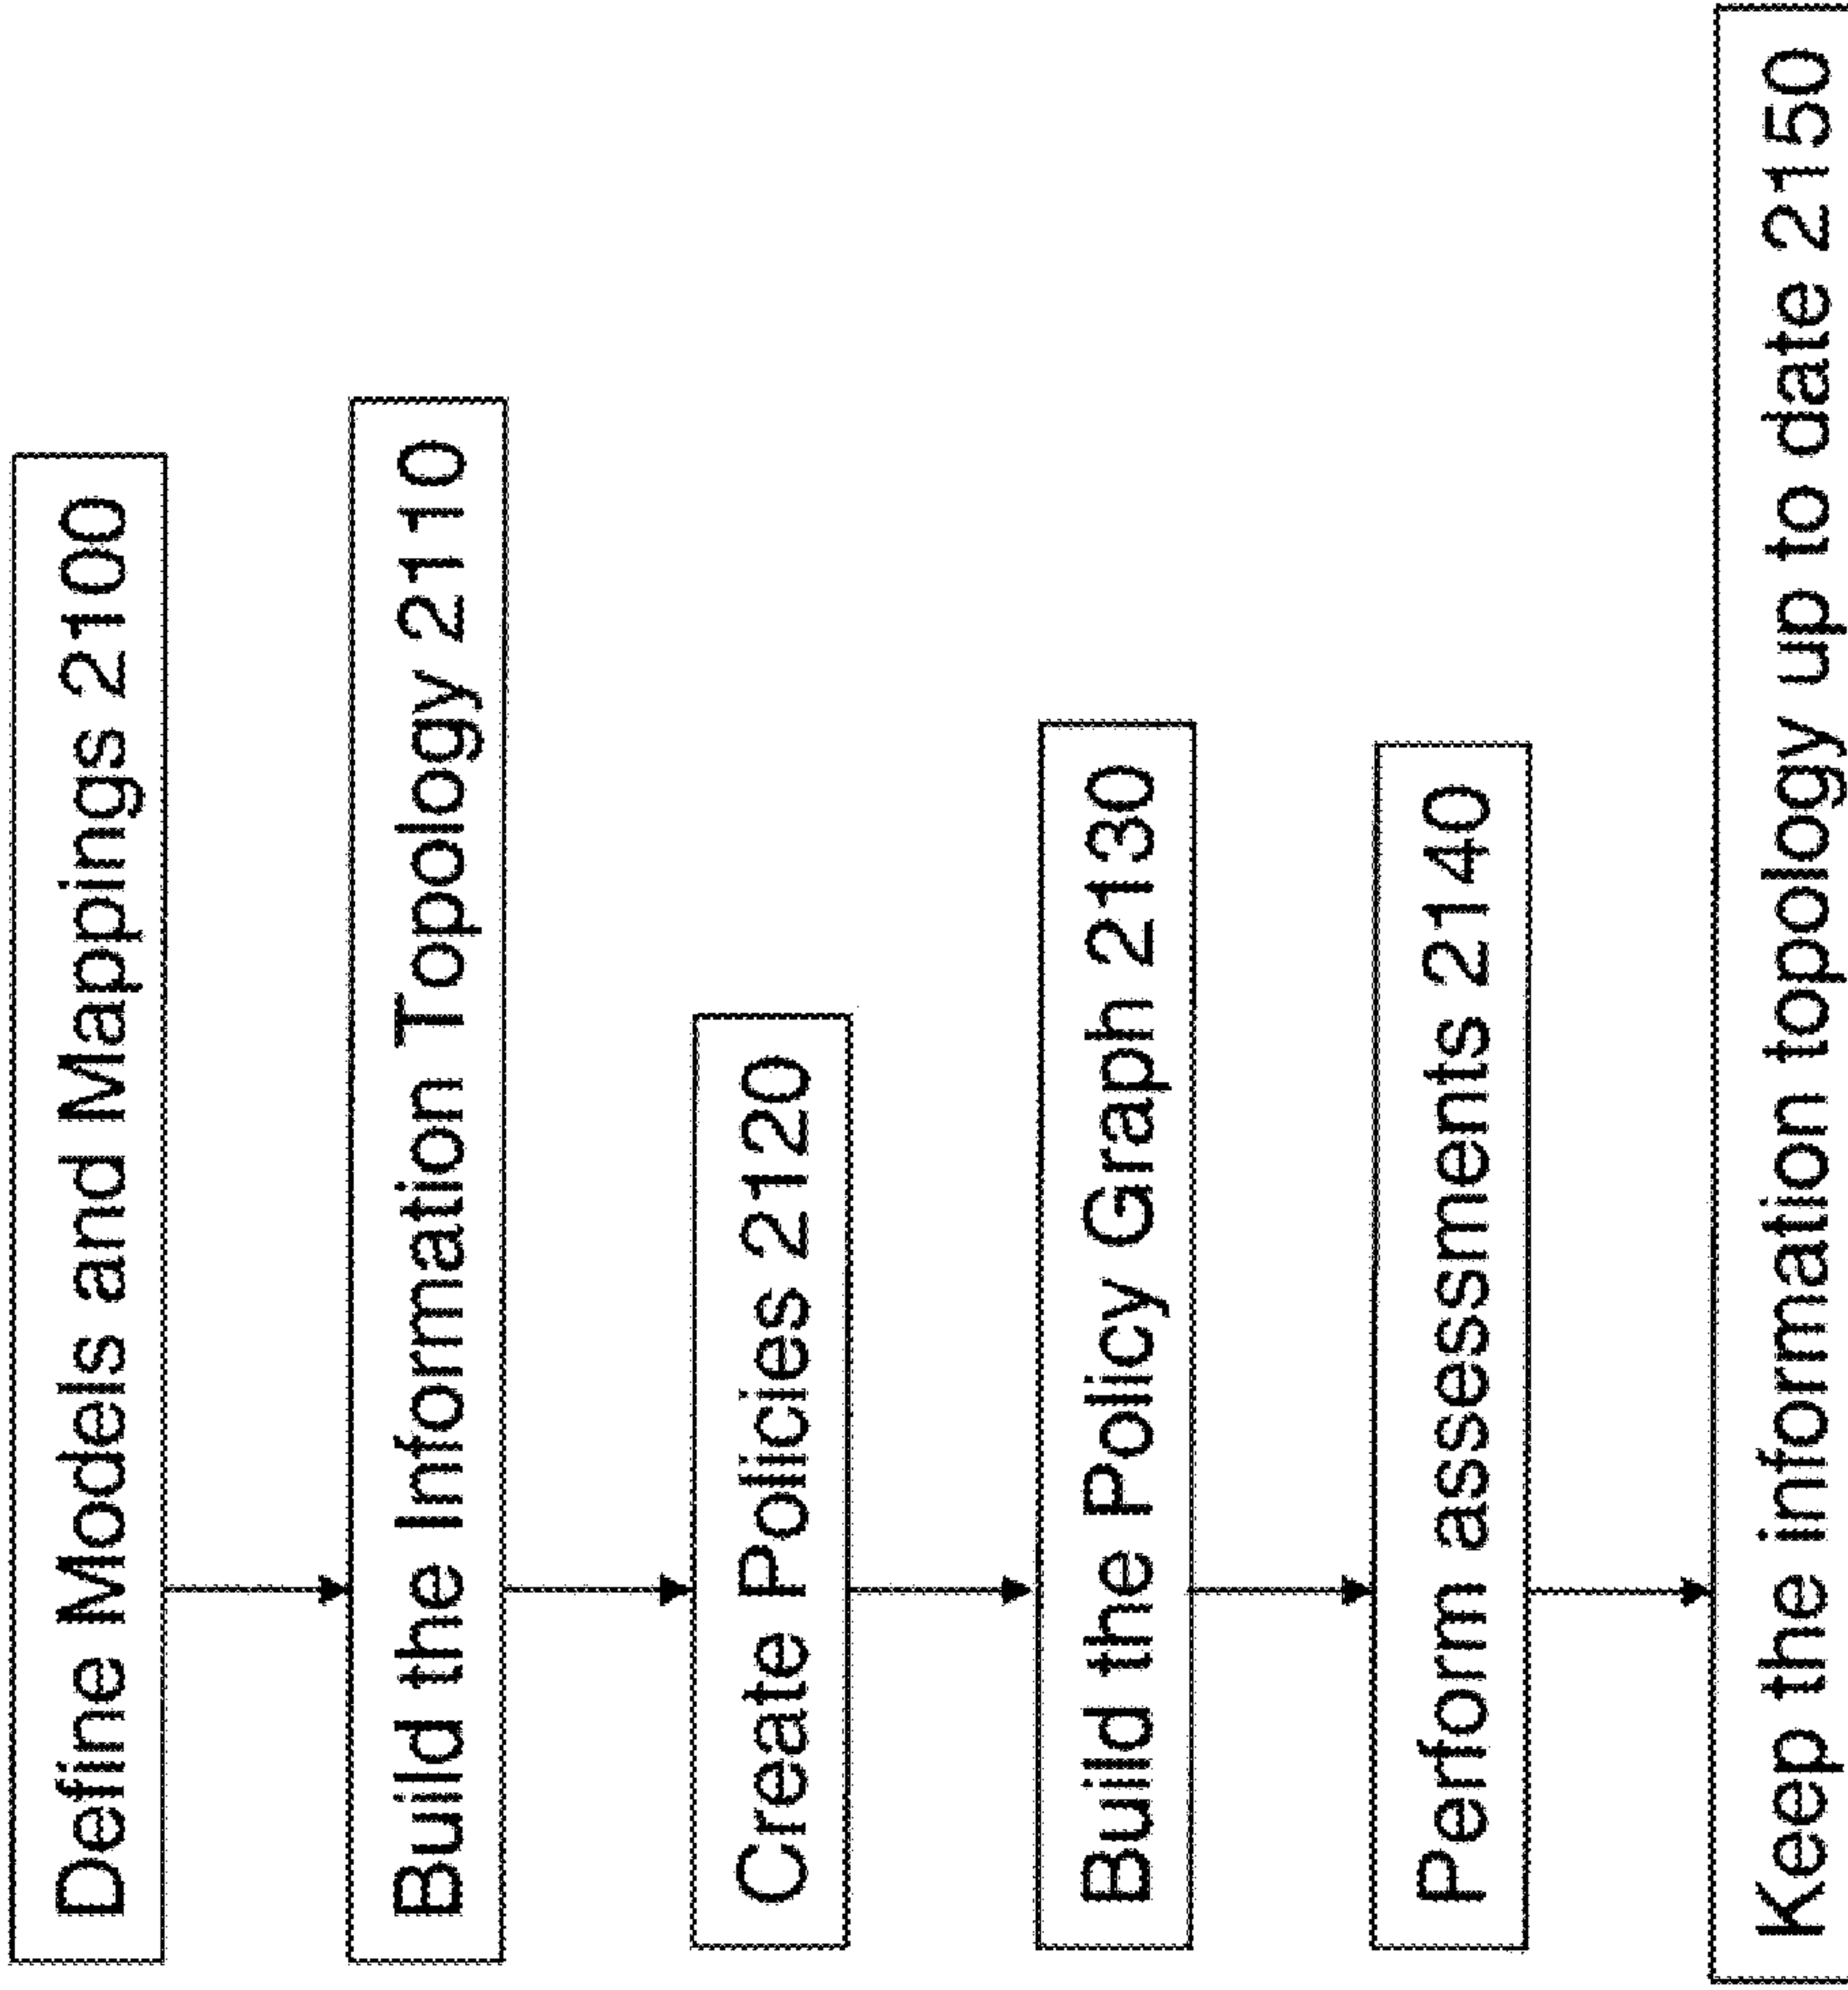 Define Models and Mappings 2100
Build the Information Topology 2110
Create Policies 2120
Build the Policy Graph 2130
Perform assessments 2140
Keep the information topology up to date 2150